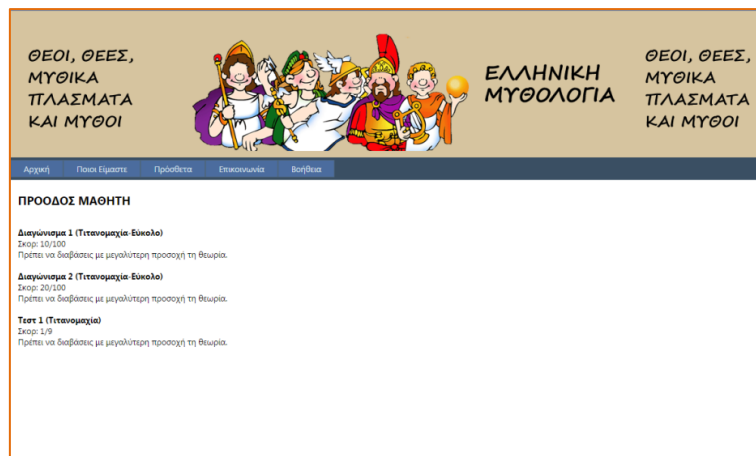 ΘΕΟΙ, ΘΕΕΣ,
ΜΥΘΙΚΑ
ΠΛΑΣΜΑΤΑ
ΚΑΙ ΜΥΘΟΙ
ΕΛΛΗΝΙΚΗ
ΜΥΘΟΛΟΓΙΑ
ΘΕΟΙ, ΘΕΕΣ,
ΜΥΘΙΚΑ
ΠΛΑΣΜΑΤΑ
ΚΑΙ ΜΥΘΟΙ
Αρχική Ποιοι Είμαστε Πρόσθετα Επικοινωνία Βοήθεια
ΠΡΟΟΔΟΣ ΜΑΘΗΤΗ
Διαγώνισμα 1 (Τιτανομαχία-Εύκολο)
Σκορ: 10/100
Πρέπει να διαβάσεις με μεγαλύτερη προσοχή τη θεωρία.
Διαγώνισμα 2 (Τιτανομαχία-Εύκολο)
Σκορ: 20/100
Πρέπει να διαβάσεις με μεγαλύτερη προσοχή τη θεωρία.
Τεστ 1 (Τιτανομαχία)
Σκορ: 1/9
Πρέπει να διαβάσεις με μεγαλύτερη προσοχή τη θεωρία.